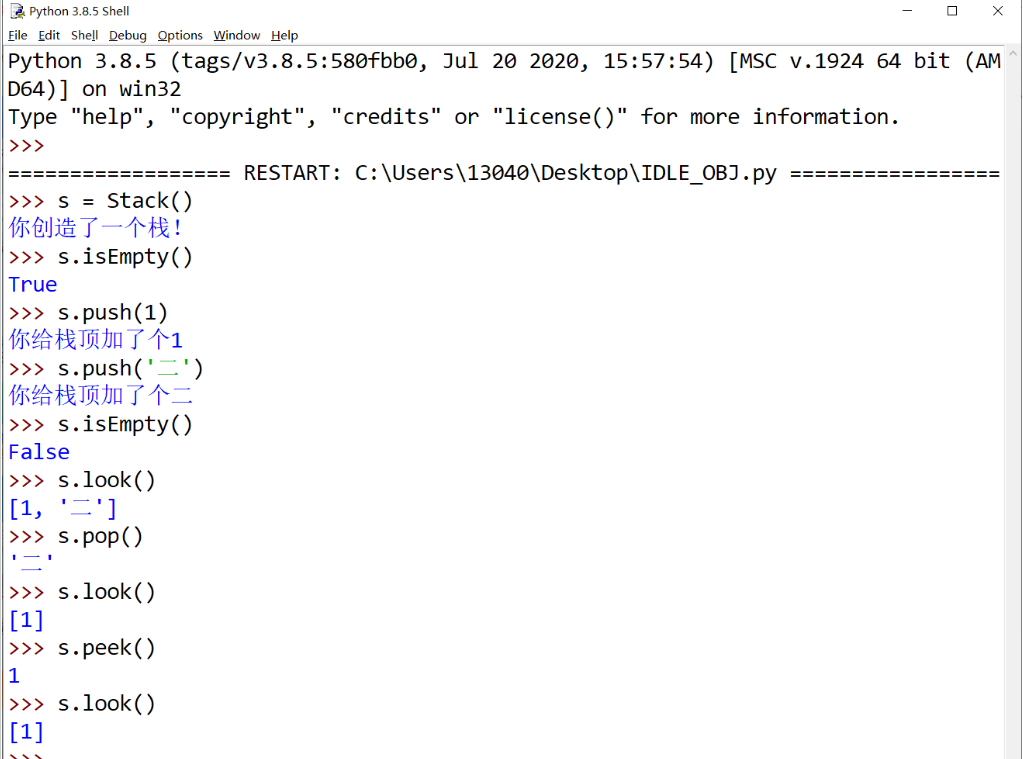 Python 3.8.5 Shell
File Edit Shell Debug Options Window Help
Python 3.8.5 (tags/v3.8.5:580fbb0, Jul 20 2020, 15:57:54) [MSC v.1924 64 bit (AM
D64)] on win32
Type "help", "copyright", "credits" or "license()" for more information.
>>>
================== RESTART: C:\Users\13040\Desktop\IDLE_OBJ.py =================
>>> s = Stack()
你创造了一个栈!
>>> s.isEmpty()
True
>>> s.push(1)
你给栈顶加了个1
>>> s.push('二')
你给栈顶加了个二
>>> s.isEmpty()
False
>>> s.look()
[1, '二']
>>> s.pop()
'二'
>>> s.look()
[1]
>>> s.peek()
1
>>> s.look()
[1]
>>>